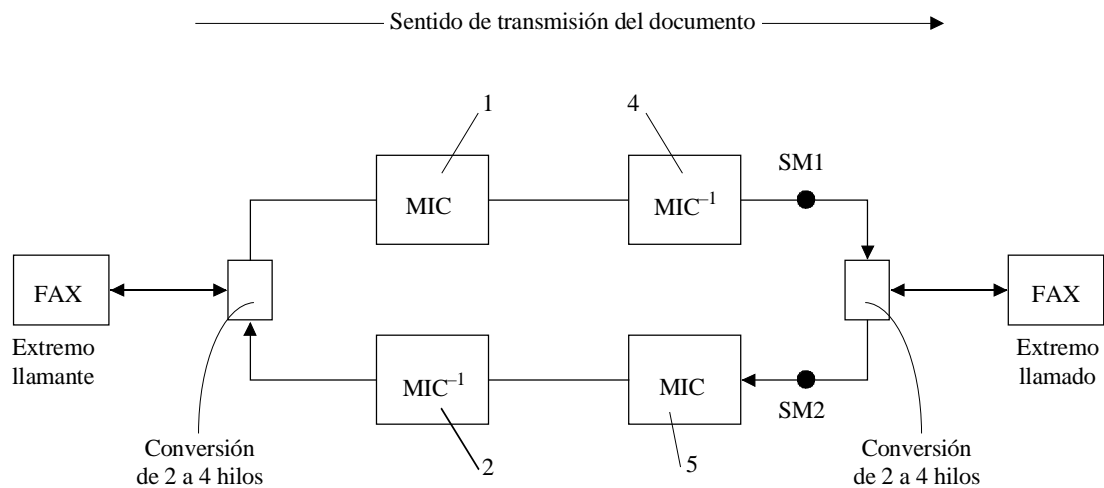 Sentido de transmisión del documento
1
4
SM1
MIC
MIC⁻¹
FAX
FAX
Extremo
llamante
Extremo
llamado
MIC⁻¹
MIC
SM2
Conversión
de 2 a 4 hilos
2
5
Conversión
de 2 a 4 hilos